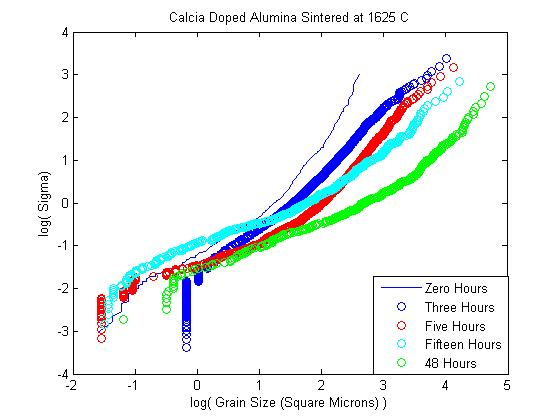 Calcia Doped Alumina Sintered at 1625 C
4
3
2
1
0
-1
-2
-3
-4
-2
-1
0
1
2
3
4
5
log( Sigma)
log( Grain Size (Square Microns) )
Zero Hours
Three Hours
Five Hours
Fifteen Hours
48 Hours